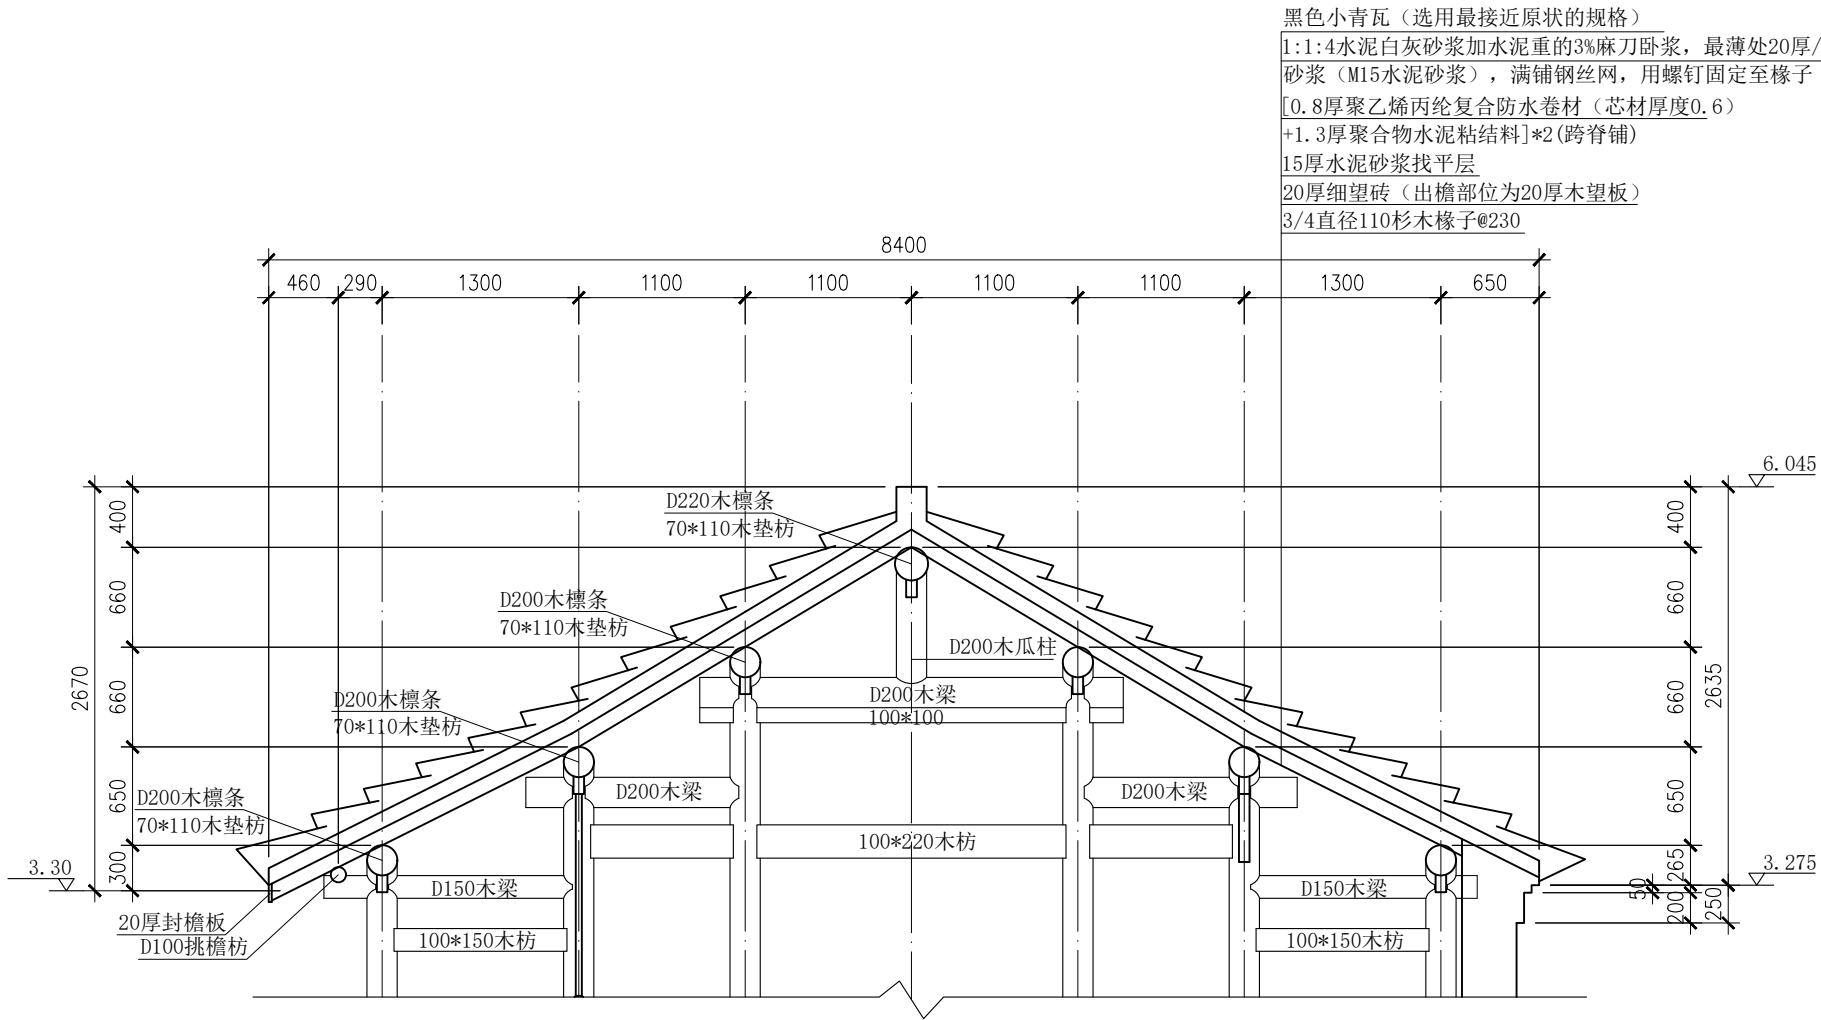 黑色小青瓦（选用最接近原状的规格）
1:1:4水泥白灰砂浆加水泥重的3%麻刀卧浆，最薄处20厚/
砂浆（M15水泥砂浆），满铺钢丝网，用螺钉固定至椽子
[0.8厚聚乙烯丙纶复合防水卷材（芯材厚度0.6）
+1.3厚聚合物水泥粘结料]*2(跨脊铺)
15厚水泥砂浆找平层
20厚细望砖（出檐部位为20厚木望板）
3/4直径110杉木椽子@230
8400
460 290 1300 1100 1100 1100 1100 1300 650
6.045
D220木檩条
70*110木垫枋
400
400
D200木檩条
70*110木垫枋
660
660
D200木瓜柱
D200木梁
100*100
D200木檩条
70*110木垫枋
2670
660
660
2635
D200木梁
D200木梁
D200木檩条
70*110木垫枋
650
650
100*220木枋
3.30
300
265
3.275
D150木梁
D150木梁
50
200
250
20厚封檐板
D100挑檐枋
100*150木枋
100*150木枋